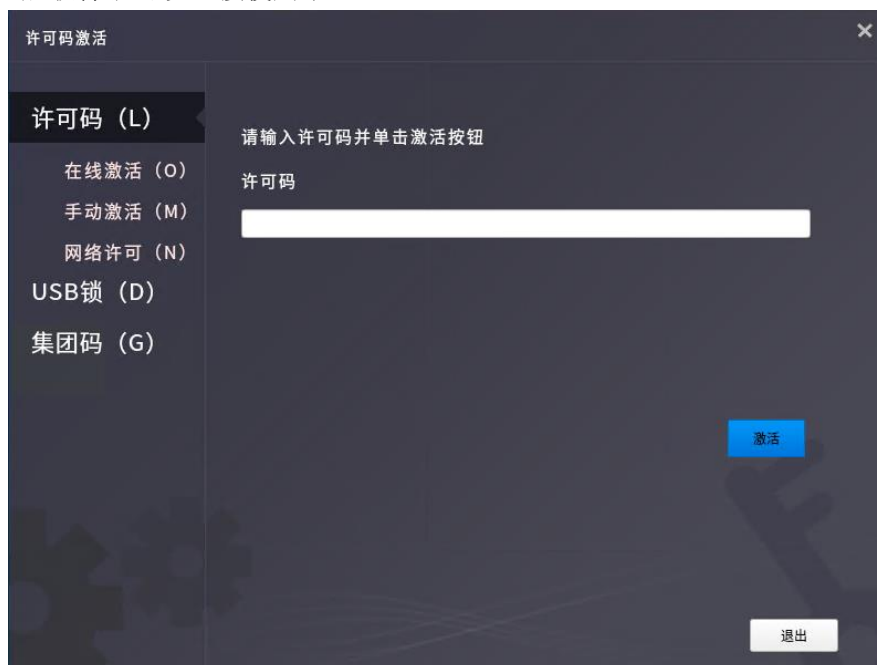 许可码激活
许可码（L）
在线激活（O）
手动激活（M）
网络许可（N）
USB锁（D）
集团码（G）
请输入许可码并单击激活按钮
许可码
激活
退出